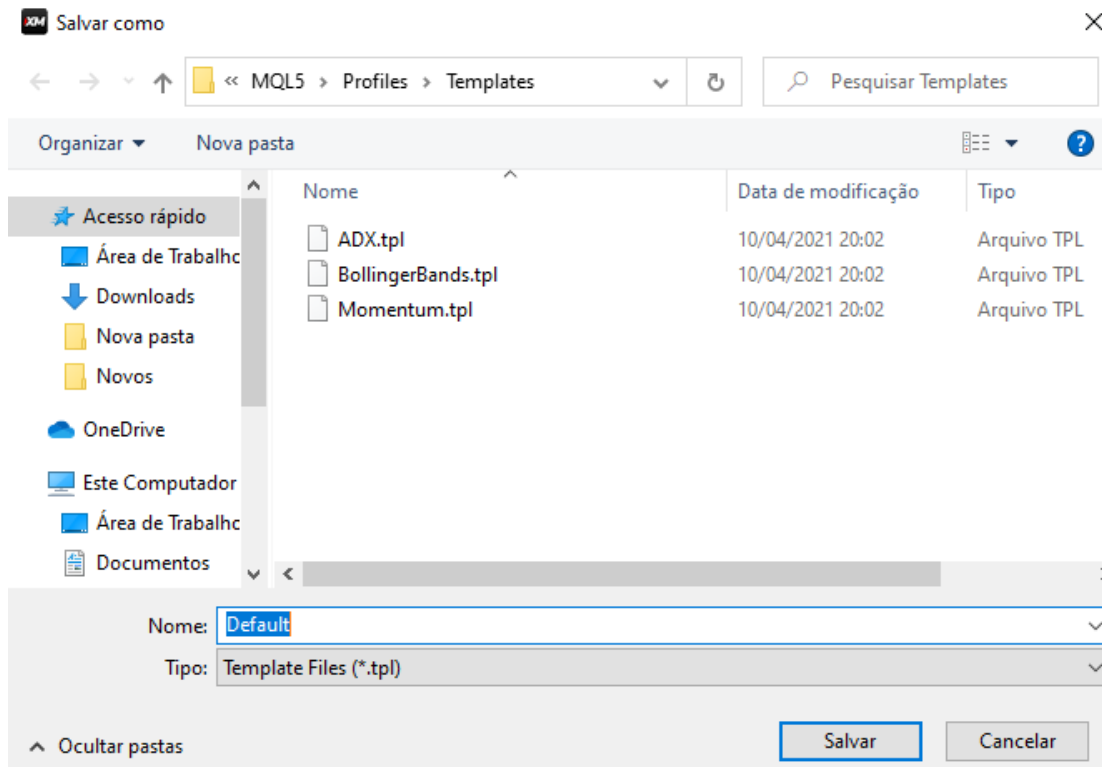 XM Salvar como
« MQL5 › Profiles › Templates
Pesquisar Templates
Organizar
Nova pasta
?
Nome
Data de modificação
Tipo
Acesso rápido
Área de Trabalho
Downloads
Nova pasta
Novos
OneDrive
Este Computador
Área de Trabalho
Documentos
ADX.tpl 10/04/2021 20:02 Arquivo TPL
BollingerBands.tpl 10/04/2021 20:02 Arquivo TPL
Momentum.tpl 10/04/2021 20:02 Arquivo TPL
Nome: Default
Tipo: Template Files (*.tpl)
Ocultar pastas
Salvar
Cancelar